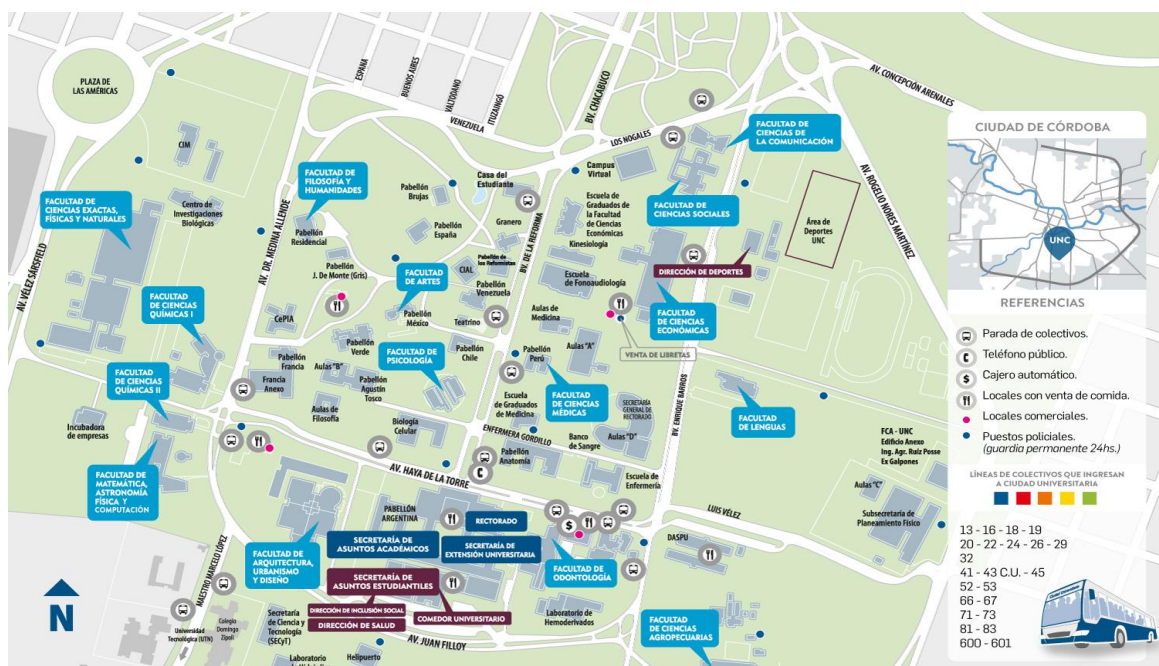 PLAZA DE
LAS AMÉRICAS
ESPAÑA
BUENOS AIRES
VALTODANO
ITUZAINGÓ
VENEZUELA
BV. CHACABUCO
LOS NOGALES
AV. CONCEPCIÓN ARENALES
AV. ROGELIO NORES MARTÍNEZ
FACULTAD DE
CIENCIAS DE
LA COMUNICACIÓN
CIM
FACULTAD DE
FILOSOFÍA Y
HUMANIDADES
Pabellón
Brujas
Casa del
Estudiante
Campus
Virtual
FACULTAD DE
CIENCIAS EXACTAS,
FÍSICAS Y NATURALES
Centro de
Investigaciones
Biológicas
AV. DR. MEDINA ALLENDE
AV. VÉLEZ SÁRSFIELD
Pabellón
Residencial
Pabellón
España
Granero
BV. DE LA REFORMA
Escuela de
Graduados de
la Facultad de
Ciencias
Económicas
Kinesiología
FACULTAD DE
CIENCIAS SOCIALES
Área de
Deportes
UNC
DIRECCIÓN DE DEPORTES
Pabellón
J. De Monte (Gris)
FACULTAD
DE ARTES
CIAL
Pabellón de
los Reformistas
Pabellón
Venezuela
Escuela
de Fonoaudiología
FACULTAD
DE CIENCIAS
QUÍMICAS I
CePIA
Pabellón
México
Teatrino
Aulas de
Medicina
FACULTAD DE
CIENCIAS
ECONÓMICAS
VENTA DE LIBRETAS
Pabellón
Verde
Pabellón
Francia
Aulas "B"
FACULTAD DE
PSICOLOGÍA
Pabellón
Chile
Pabellón
Perú
Aulas "A"
FACULTAD
DE CIENCIAS
QUÍMICAS II
Francia
Anexo
Pabellón
Agustín
Tosco
FACULTAD
DE CIENCIAS
MÉDICAS
Escuela
de Graduados
de Medicina
SECRETARÍA
GENERAL DE
RECTORADO
BV. ENRIQUE BARROS
FACULTAD
DE LENGUAS
Incubadora
de empresas
Aulas de
Filosofía
Biología
Celular
ENFERMERA GORDILLO
Banco
de Sangre
Aulas "D"
FCA - UNC
Edificio Anexo
Ing. Agr. Ruiz Posse
Ex Galpones
Pabellón
Anatomía
AV. HAYA DE LA TORRE
Escuela de
Enfermería
FACULTAD DE
MATEMÁTICA,
ASTRONOMÍA
FÍSICA Y
COMPUTACIÓN
Aulas "C"
Subsecretaría de
Planeamiento Físico
LUIS VÉLEZ
DASPU
PABELLÓN
ARGENTINA
RECTORADO
SECRETARÍA DE
ASUNTOS ACADÉMICOS
SECRETARÍA DE
EXTENSIÓN UNIVERSITARIA
FACULTAD DE
ARQUITECTURA,
URBANISMO
Y DISEÑO
FACULTAD DE
ODONTOLOGÍA
SECRETARÍA DE
ASUNTOS ESTUDIANTILES
DIRECCIÓN DE INCLUSIÓN SOCIAL
DIRECCIÓN DE SALUD
COMEDOR UNIVERSITARIO
MAESTRO MARCELO LÓPEZ
Laboratorio de
Hemoderivados
Universidad
Tecnológica (UTN)
Colegio
Domingo
Zípoli
Secretaría
de Ciencia y
Tecnología
(SECyT)
AV. JUAN FILLOY
FACULTAD
DE CIENCIAS
AGROPECUARIAS
Helipuerto
Laboratorio
N
CIUDAD DE CÓRDOBA
UNC
REFERENCIAS
Parada de colectivos.
C Teléfono público.
$ Cajero automático.
Locales con venta de comida.
Locales comerciales.
Puestos policiales.
(guardia permanente 24hs.)
LÍNEAS DE COLECTIVOS QUE INGRESAN
A CIUDAD UNIVERSITARIA
13 - 16 - 18 - 19
20 - 22 - 24 - 26 - 29
32
41 - 43 C.U. - 45
52 - 53
66 - 67
71 - 73
81 - 83
600 - 601